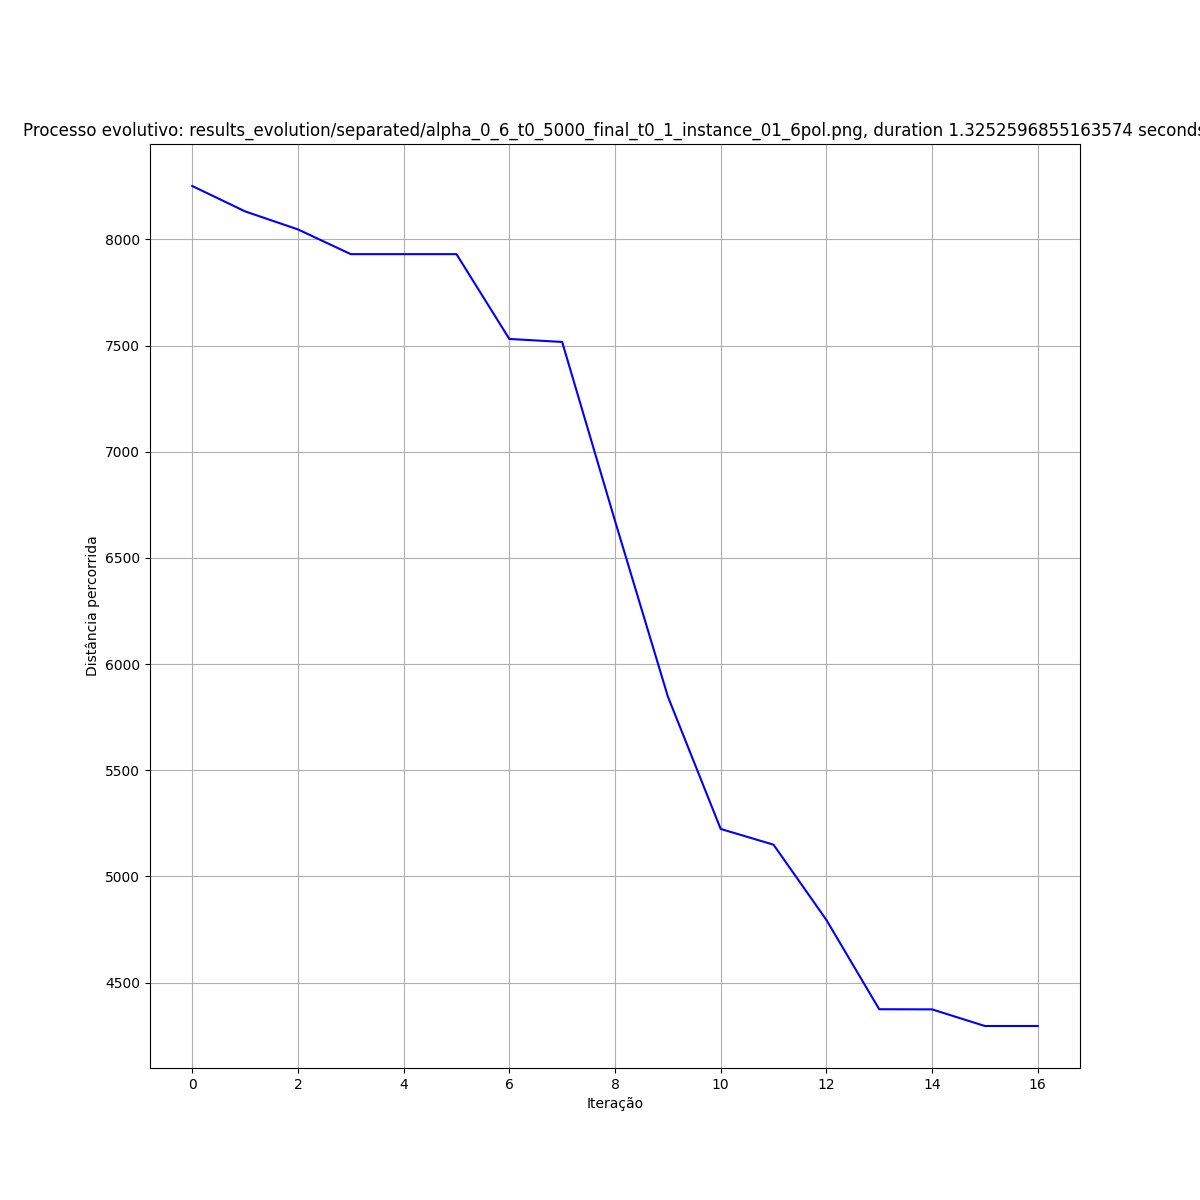 Processo evolutivo: results_evolution/separated/alpha_0_6_t0_5000_final_t0_1_instance_01_6pol.png, duration 1.3252596855163574 seconds
8000
7500
7000
6500
6000
5500
5000
4500
Distância percorrida
0 2 4 6 8 10 12 14 16
Iteração